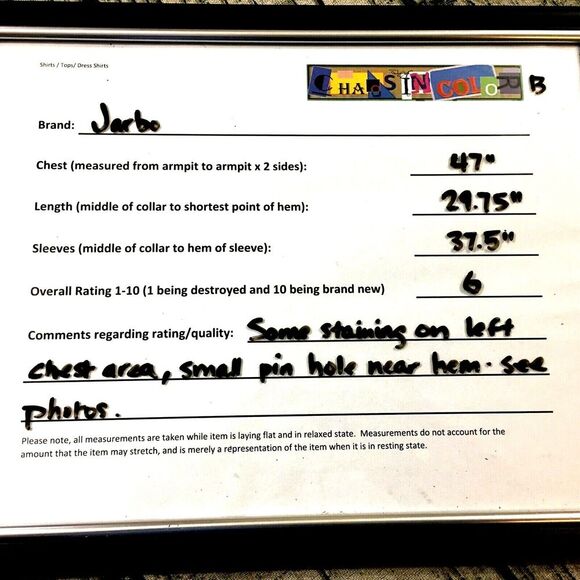 Shirts / Tops/ Dress Shirts
CHAOS IN COLOR B
Brand: Jarbo
Chest (measured from armpit to armpit x 2 sides): 47"
Length (middle of collar to shortest point of hem): 29.75"
Sleeves (middle of collar to hem of sleeve): 37.5"
Overall Rating 1-10 (1 being destroyed and 10 being brand new) 6
Comments regarding rating/quality: Some staining on left
chest area, small pin hole near hem. see
photos.
Please note, all measurements are taken while item is laying flat and in relaxed state. Measurements do not account for the
amount that the item may stretch, and is merely a representation of the item when it is in resting state.